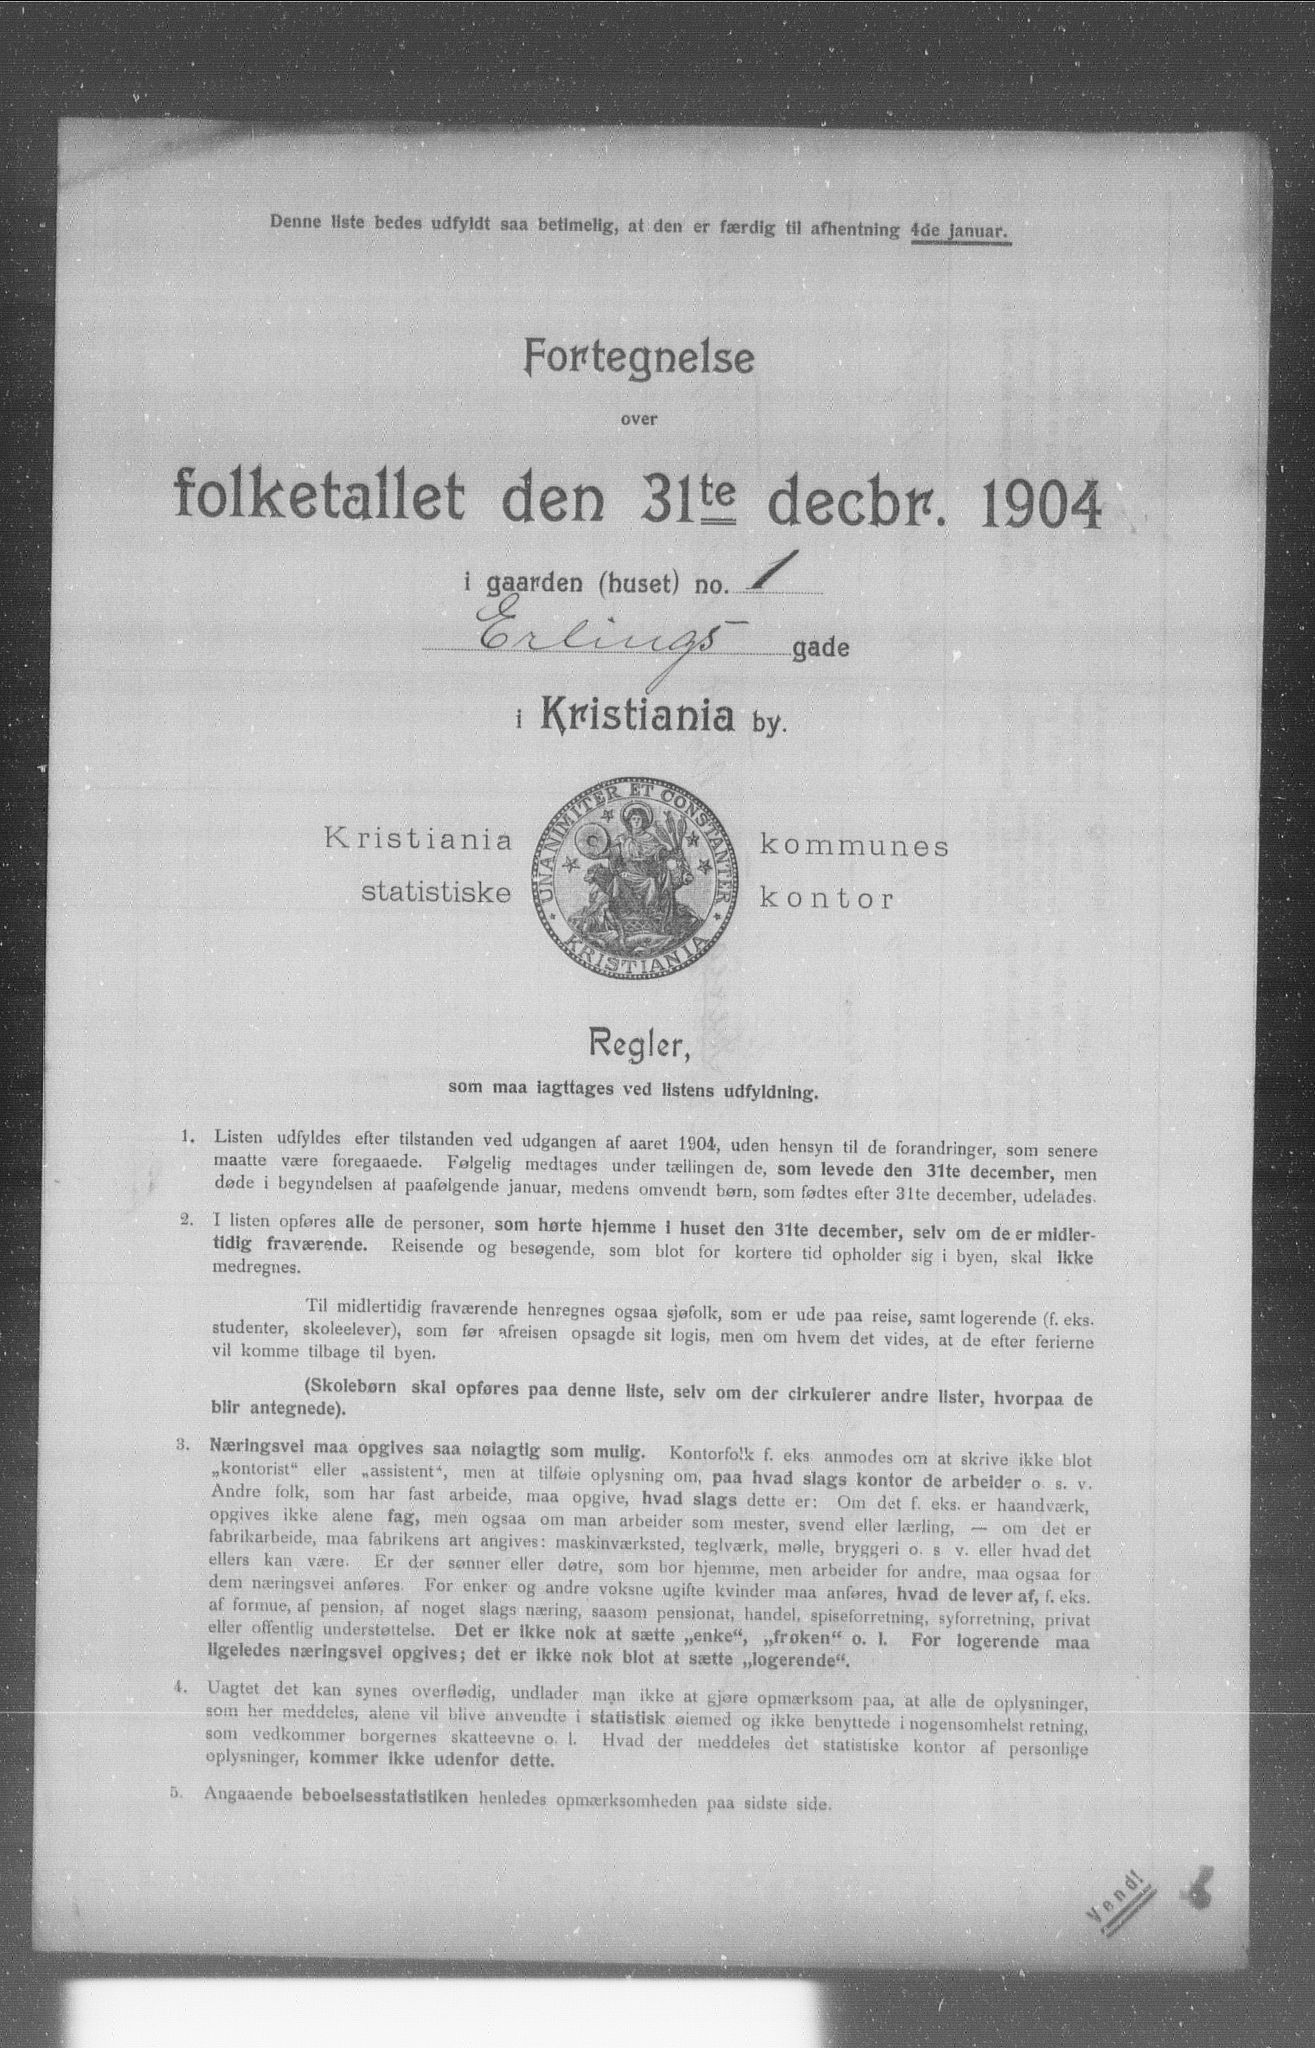 Denne liste bedes udfyldt saa betimelig, at den er færdig til afhentning 4de januar.
Fortegnelse
over
folketallet den 31te decbr. 1904
i gaarden (huset) no. 1
Erlings gade
i Kristiania by.
Kristiania kommunes
statistiske kontor
UNANIMITER ET CONSTANTER
KRISTIANIA
Regler,
som maa iagttages ved listens udfyldning.
1. Listen udfyldes efter tilstanden ved udgangen af aaret 1904, uden hensyn til de forandringer, som senere
maatte være foregaaede. Følgelig medtages under tællingen de, som levede den 31te december, men
døde i begyndelsen af paafølgende januar, medens omvendt børn, som fødtes efter 31te december, udelades.
2. I listen opføres alle de personer, som hørte hjemme i huset den 31te december, selv om de er midler-
tidig fraværende. Reisende og besøgende, som blot for kortere tid opholder sig i byen, skal ikke
medregnes.
Til midlertidig fraværende henregnes ogsaa sjøfolk, som er ude paa reise, samt logerende (f. eks.
studenter, skoleelever), som før afreisen opsagde sit logis, men om hvem det vides, at de efter ferierne
vil komme tilbage til byen.
(Skolebørn skal opføres paa denne liste, selv om der cirkulerer andre lister, hvorpaa de
blir antegnede).
3. Næringsvei maa opgives saa nøiagtig som mulig. Kontorfolk f. eks anmodes om at skrive ikke blot
„kontorist“ eller „assistent“, men at tilføie oplysning om, paa hvad slags kontor de arbeider o. s. v.
Andre folk, som har fast arbeide, maa opgive, hvad slags dette er: Om det f. eks. er haandværk,
opgives ikke alene fag, men ogsaa om man arbeider som mester, svend eller lærling, — om det er
fabrikarbeide, maa fabrikens art angives: maskinværksted, teglværk, mølle, bryggeri o. s v. eller hvad det
ellers kan være. Er der sønner eller døtre, som bor hjemme, men arbeider for andre, maa ogsaa for
dem næringsvei anføres. For enker og andre voksne ugifte kvinder maa anføres, hvad de lever af, f. eks.
af formue, af pension, af noget slags næring, saasom pensionat, handel, spiseforretning, syforretning, privat
eller offentlig understøttelse. Det er ikke nok at sætte „enke“, „frøken“ o. l. For logerende maa
ligeledes næringsvei opgives; det er ikke nok blot at sætte „logerende“.
4. Uagtet det kan synes overflødig, undlader man ikke at gjøre opmærksom paa, at alle de oplysninger,
som her meddeles, alene vil blive anvendte i statistisk øiemed og ikke benyttede i nogensomhelst retning,
som vedkommer borgernes skatteevne o. l. Hvad der meddeles det statistiske kontor af personlige
oplysninger, kommer ikke udenfor dette.
5. Angaaende beboelsesstatistiken henledes opmærksomheden paa sidste side.
Vend!